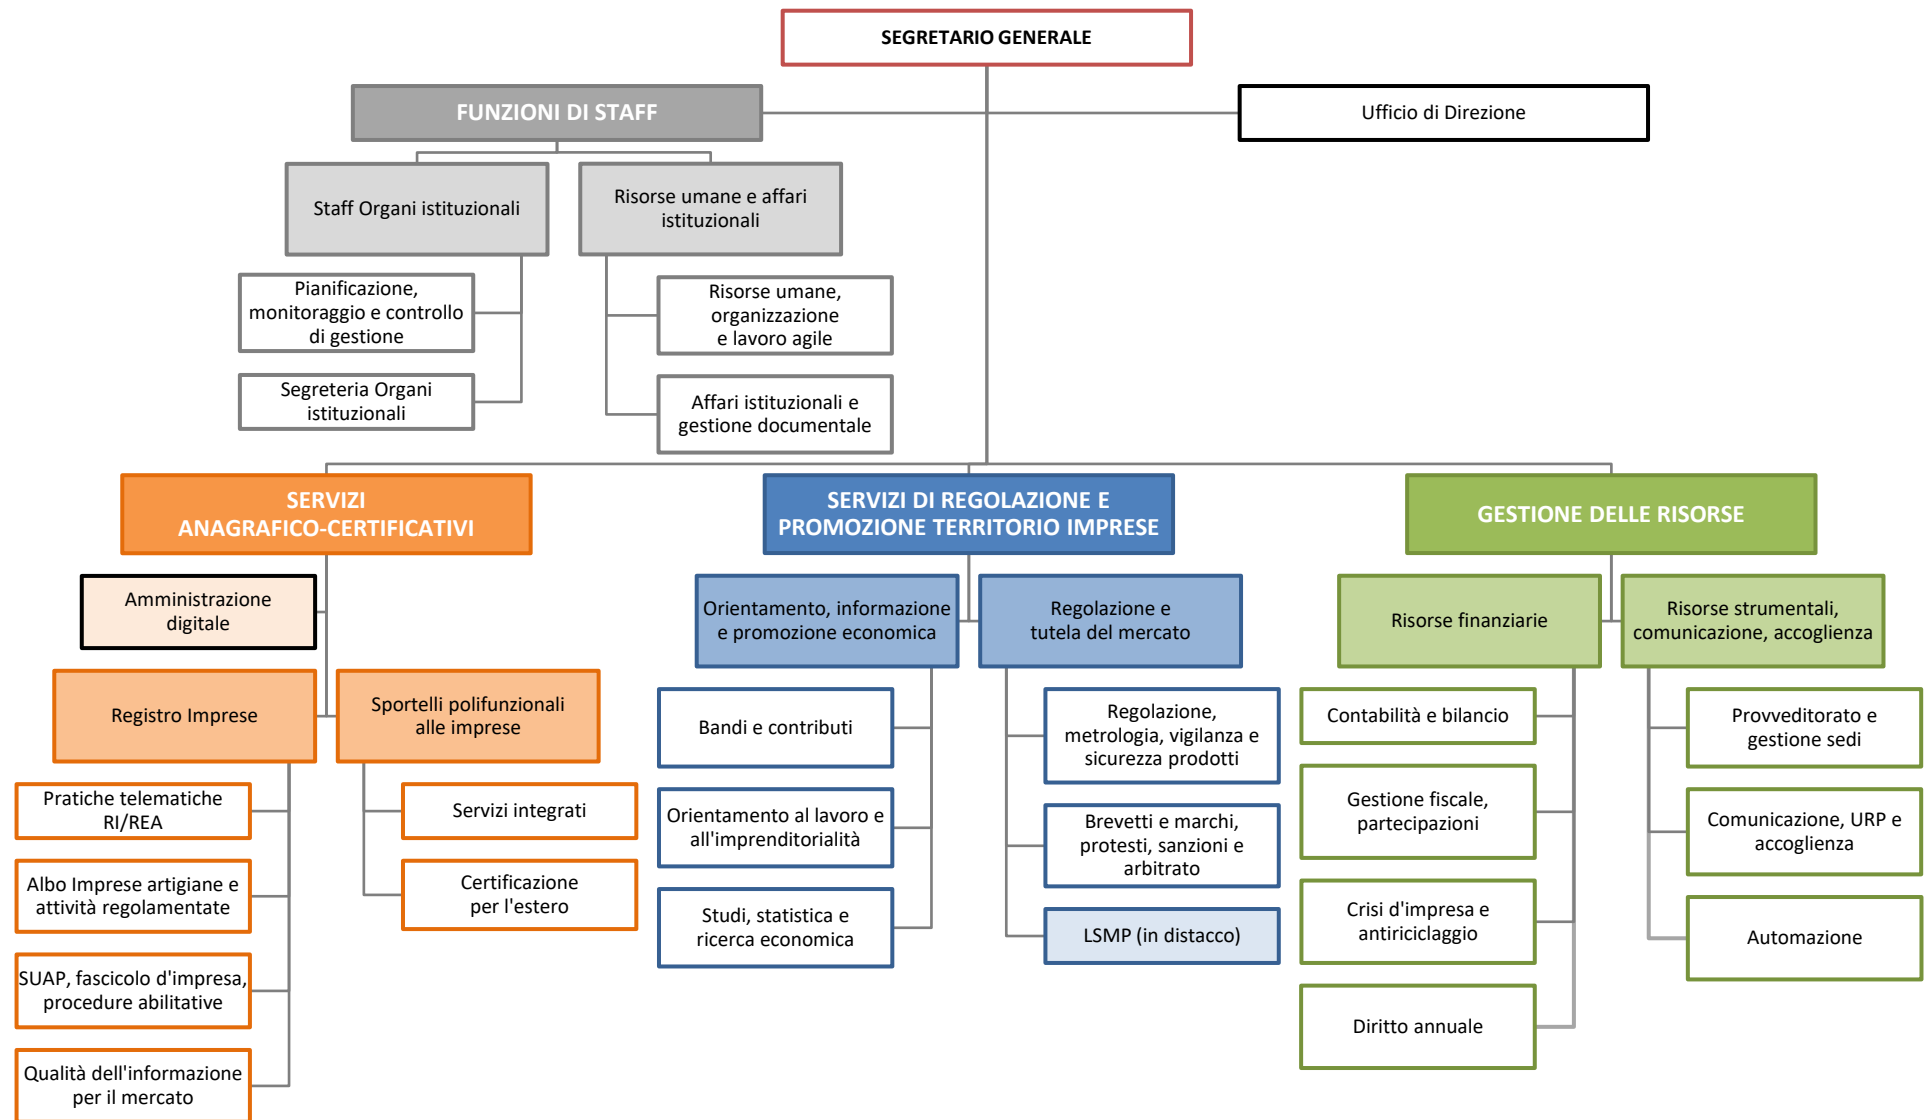 SEGRETARIO GENERALE
FUNZIONI DI STAFF
Ufficio di Direzione
Staff Organi istituzionali
Risorse umane e affari
istituzionali
Pianificazione,
monitoraggio e controllo
di gestione
Segreteria Organi
istituzionali
Risorse umane,
organizzazione
e lavoro agile
Affari istituzionali e
gestione documentale
SERVIZI
ANAGRAFICO-CERTIFICATIVI
Amministrazione
digitale
Registro Imprese
Sportelli polifunzionali
alle imprese
Pratiche telematiche
RI/REA
Albo Imprese artigiane e
attività regolamentate
SUAP, fascicolo d'impresa,
procedure abilitative
Qualità dell'informazione
per il mercato
Servizi integrati
Certificazione
per l'estero
SERVIZI DI REGOLAZIONE E
PROMOZIONE TERRITORIO IMPRESE
Orientamento, informazione
e promozione economica
Regolazione e
tutela del mercato
Bandi e contributi
Orientamento al lavoro e
all'imprenditorialità
Studi, statistica e
ricerca economica
Regolazione,
metrologia, vigilanza e
sicurezza prodotti
Brevetti e marchi,
protesti, sanzioni e
arbitrato
LSMP (in distacco)
GESTIONE DELLE RISORSE
Risorse finanziarie
Risorse strumentali,
comunicazione, accoglienza
Contabilità e bilancio
Gestione fiscale,
partecipazioni
Crisi d'impresa e
antiriciclaggio
Diritto annuale
Provveditorato e
gestione sedi
Comunicazione, URP e
accoglienza
Automazione